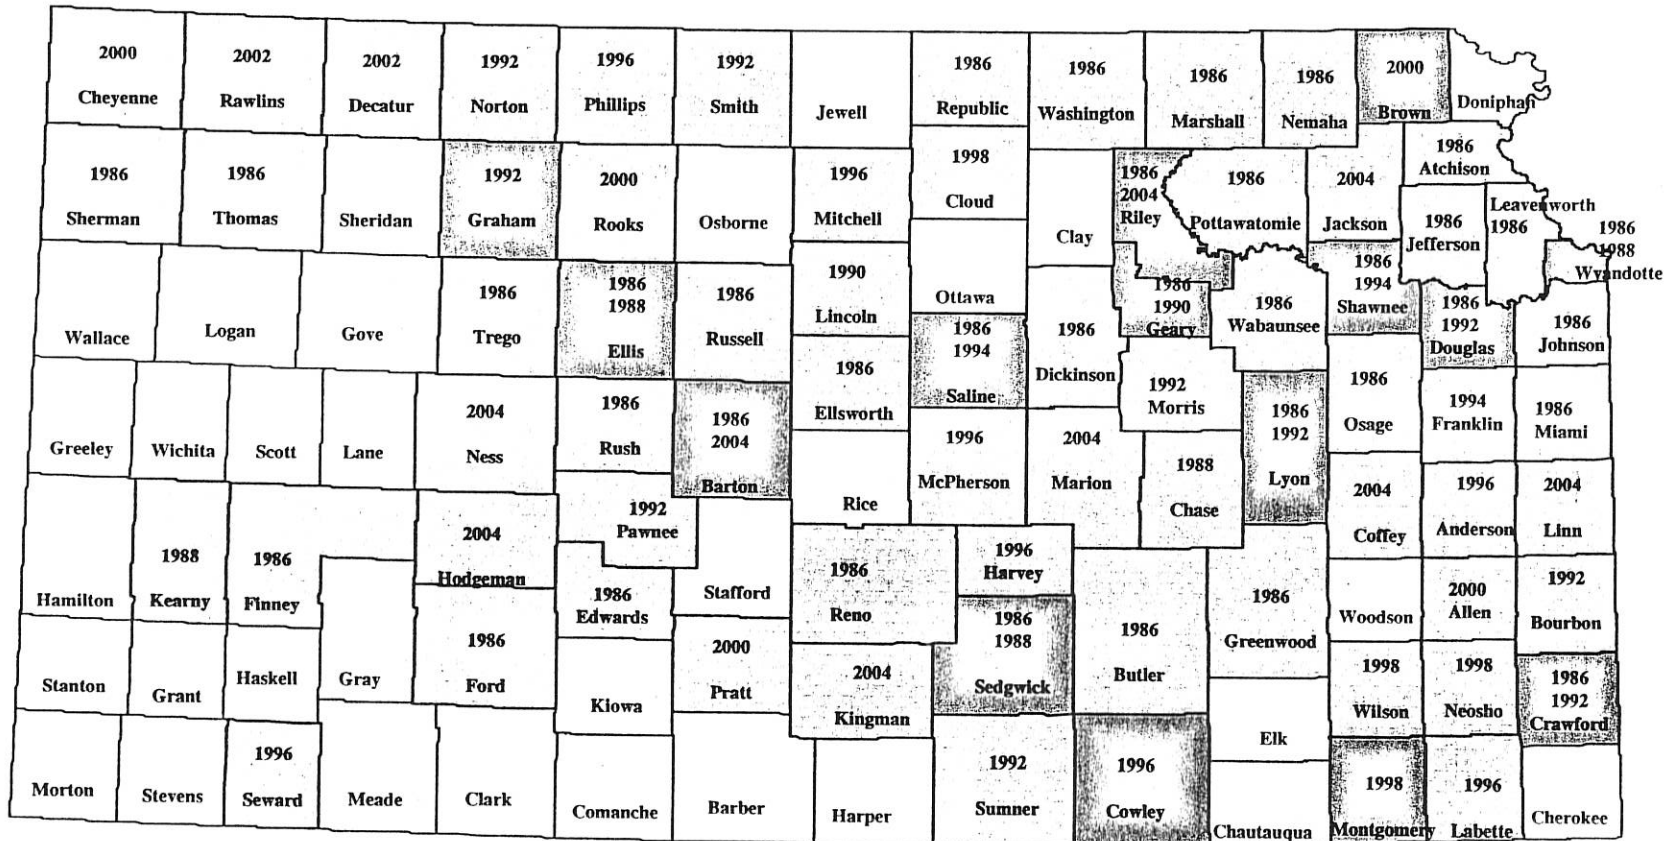 2000
Cheyenne
2002
Rawlins
2002
Decatur
1992
Norton
1996
Phillips
1992
Smith
Jewell
1986
Republic
1986
Washington
1986
Marshall
1986
Nemaha
2000
Brown
Doniphan
1986
Sherman
1986
Thomas
Sheridan
1992
Graham
2000
Rooks
Osborne
1996
Mitchell
1998
Cloud
Clay
1986
2004
Riley
1986
Pottawatomie
2004
Jackson
1986
Atchison
1986
Jefferson
Leavenworth
1986
1986
1988
Wyandotte
Wallace
Logan
Gove
1986
Trego
1986
1988
Ellis
1986
Russell
1990
Lincoln
Ottawa
1986
1994
Saline
1986
Dickinson
1986
1990
Geary
1986
Wabaunsee
1986
1994
Shawnee
1986
1992
Douglas
1986
Johnson
Greeley
Wichita
Scott
Lane
2004
Ness
1986
Rush
1986
2004
Barton
1986
Ellsworth
Rice
1996
McPherson
2004
Marion
1992
Morris
1988
Chase
1986
1992
Lyon
1986
Osage
1994
Franklin
1986
Miami
Hamilton
1988
Kearny
1986
Finney
2004
Hodgeman
1992
Pawnee
1986
Edwards
Stafford
1986
Reno
1996
Harvey
1986
1988
Sedgwick
1986
Butler
1986
Greenwood
2004
Coffey
1996
Anderson
2004
Linn
Woodson
2000
Allen
1992
Bourbon
Stanton
Grant
Haskell
Gray
1986
Ford
Kiowa
2000
Pratt
2004
Kingman
1998
Wilson
1998
Neosho
1986
1992
Crawford
Morton
Stevens
1996
Seward
Meade
Clark
Comanche
Barber
Harper
1992
Sumner
1996
Cowley
Elk
Chautauqua
1998
Montgomery
1996
Labette
Cherokee